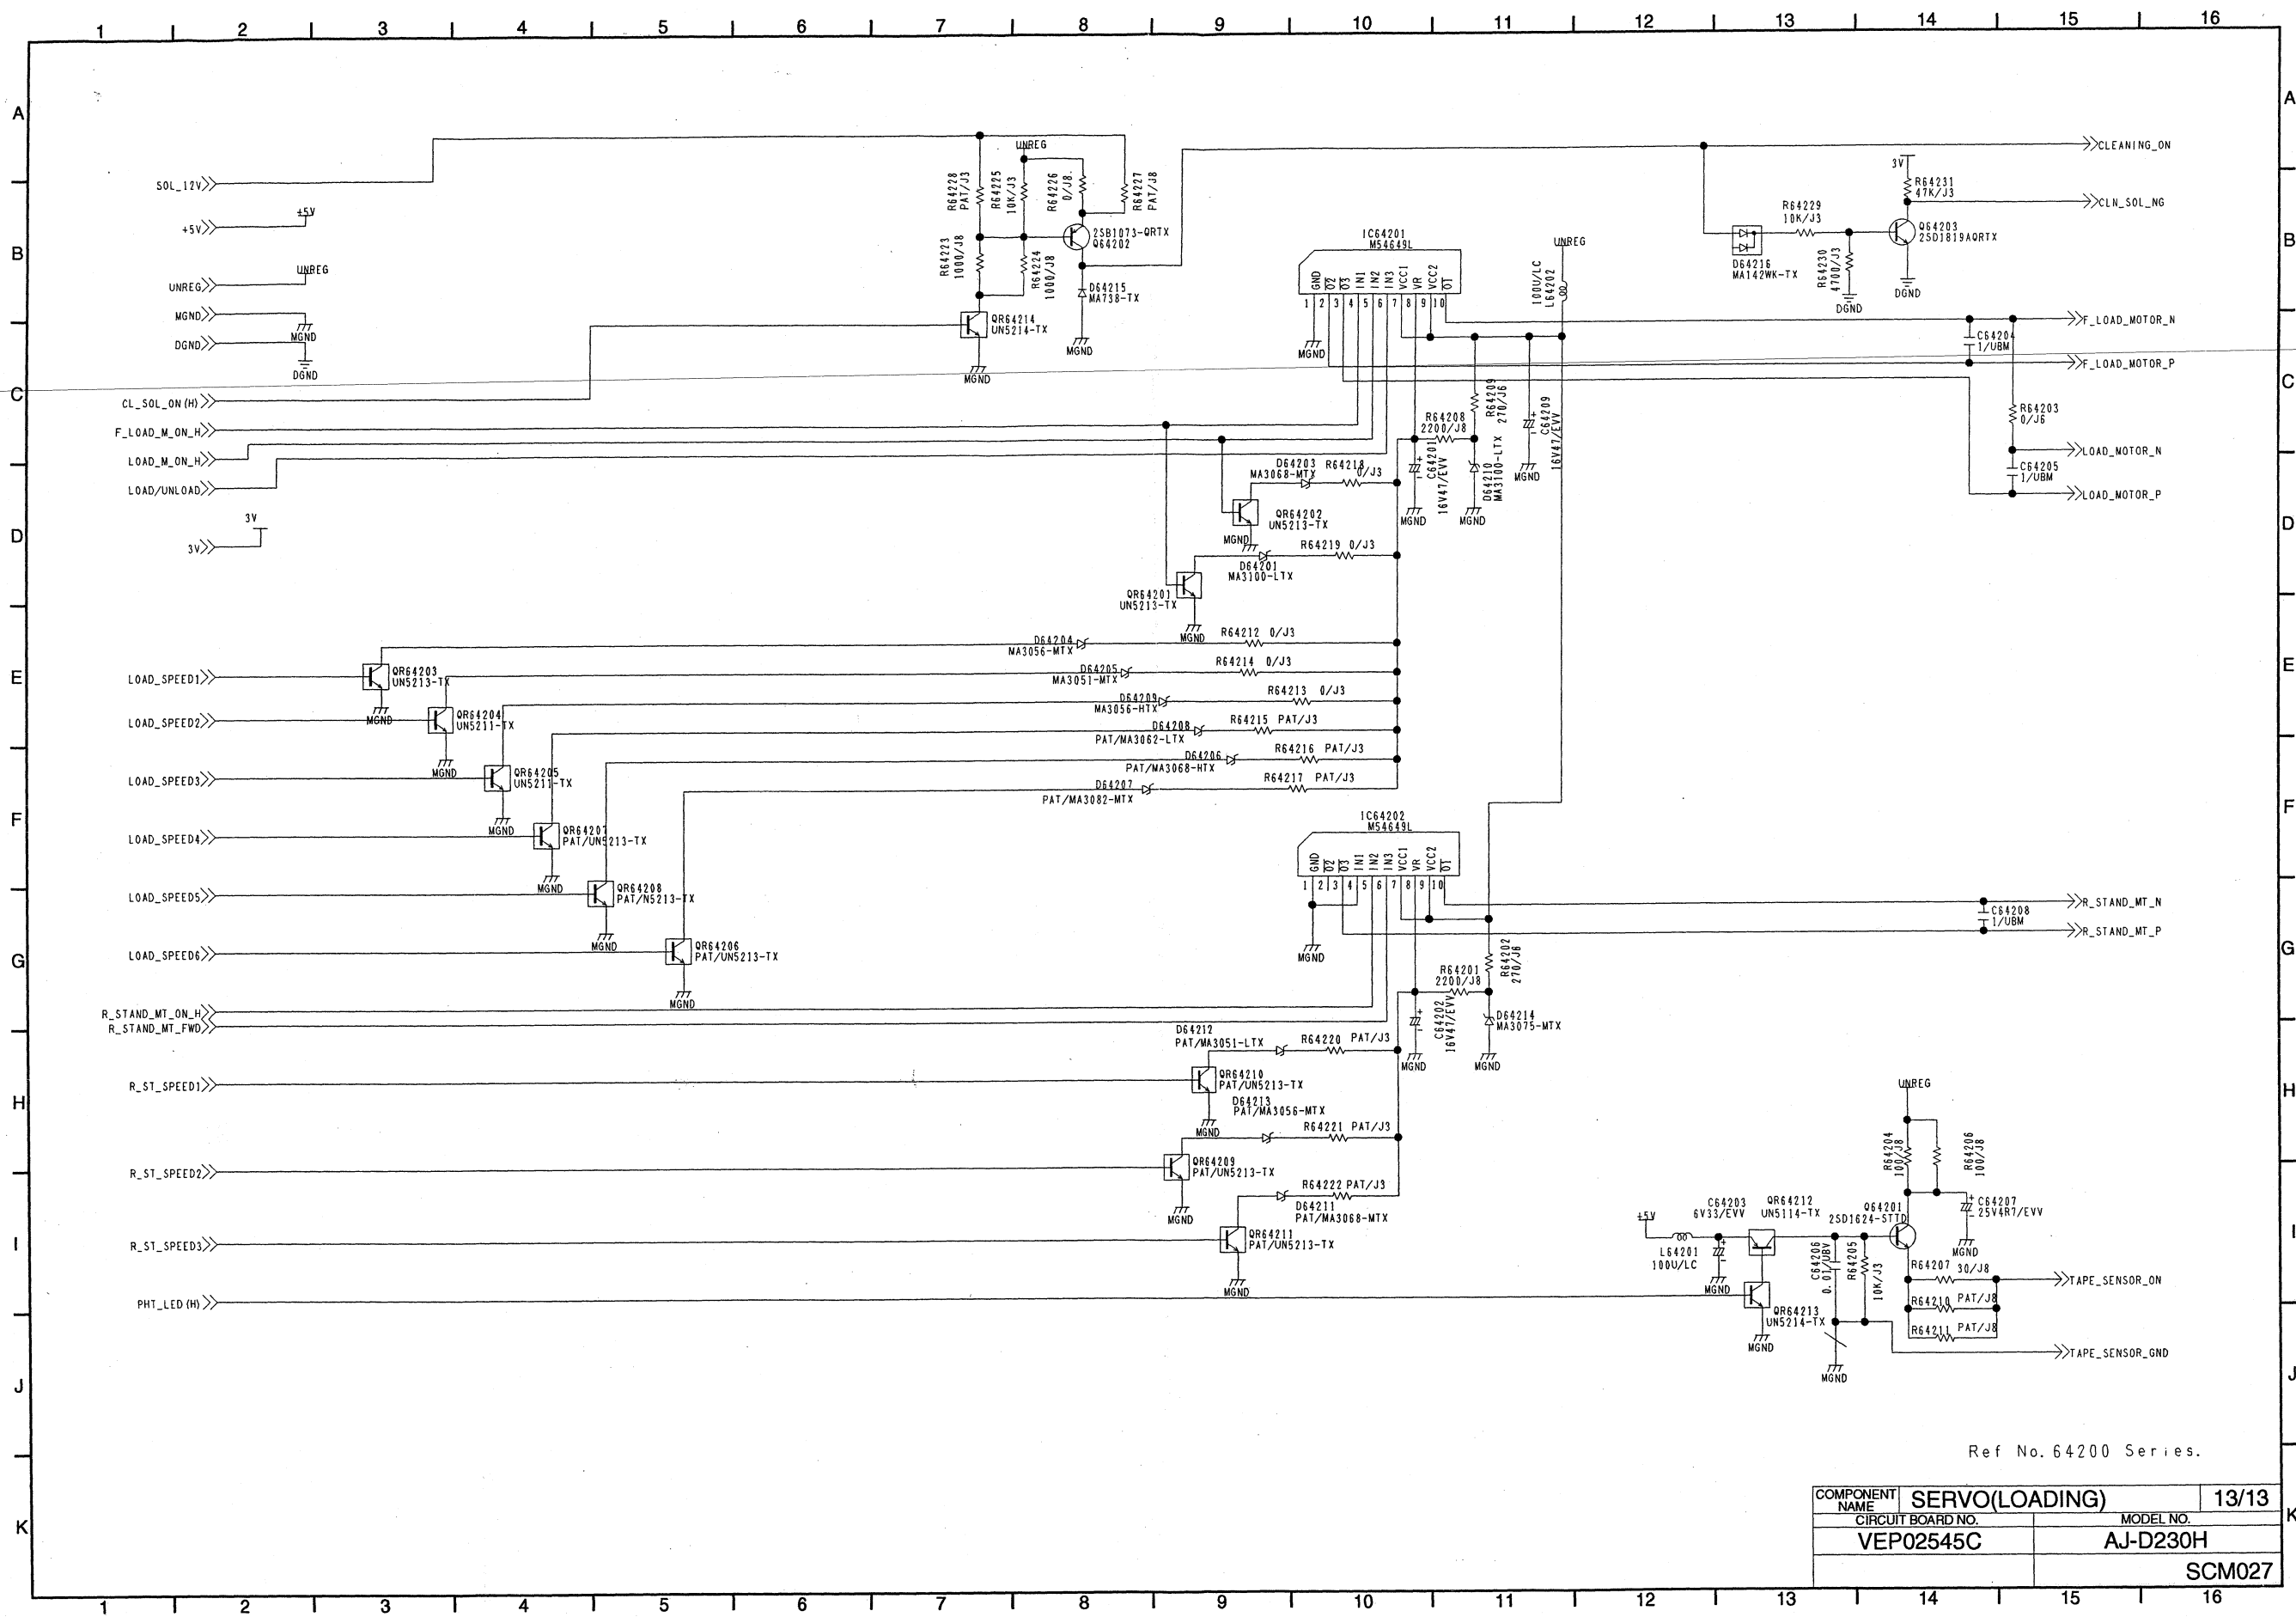 1 2 3 4 5 6 7 8 9 10 11 12 13 14 15 16
A
B
C
D
E
F
G
H
I
J
K
A
B
C
D
E
F
G
H
I
J
K
SOL_12V
+5V
+5V
UNREG
UNREG
MGND
MGND
DGND
DGND
CL_SOL_ON(H)
F_LOAD_M_ON_H
LOAD_M_ON_H
LOAD/UNLOAD
3V
3V
LOAD_SPEED1
LOAD_SPEED2
LOAD_SPEED3
LOAD_SPEED4
LOAD_SPEED5
LOAD_SPEED6
R_STAND_MT_ON_H
R_STAND_MT_FWD
R_ST_SPEED1
R_ST_SPEED2
R_ST_SPEED3
PHT_LED(H)
UNREG
R64228
PAT/J3
R64225
10K/J3
R64226
0/J8.
R64227
PAT/J8
R64223
1000/J8
R64224
1000/J8
2SB1073-QRTX
Q64202
D64215
MA738-TX
QR64214
UN5214-TX
MGND
MGND
IC64201
M54649L
GND O2 O3 IN1 IN2 IN3 VCC1 VR VCC2 O1
1 2 3 4 5 6 7 8 9 10
MGND
UNREG
100U/LC
L64202
R64209
270/J6
R64208
2200/J8
C64209
16V47/EVV
MGND
C64201
16V47/EVV
MGND
D64210
MA3100-LTX
MGND
D64203
MA3068-MTX
R64218
0/J3
QR64202
UN5213-TX
MGND
R64219 0/J3
D64201
MA3100-LTX
QR64201
UN5213-TX
MGND
QR64203
UN5213-TX
MGND
D64204
MA3056-MTX
R64212 0/J3
QR64204
UN5211-TX
MGND
D64205
MA3051-MTX
R64214 0/J3
QR64205
UN5211-TX
MGND
D64209
MA3056-HTX
R64213 0/J3
QR64207
PAT/UN5213-TX
MGND
D64208
PAT/MA3062-LTX
R64215 PAT/J3
QR64208
PAT/N5213-TX
MGND
D64206
PAT/MA3068-HTX
R64216 PAT/J3
QR64206
PAT/UN5213-TX
MGND
D64207
PAT/MA3082-MTX
R64217 PAT/J3
IC64202
M54649L
GND O2 O3 IN1 IN2 IN3 VCC1 VR VCC2 O1
1 2 3 4 5 6 7 8 9 10
MGND
R64202
270/J6
R64201
2200/J8
C64202
16V47/EVV
MGND
D64214
MA3075-MTX
MGND
D64212
PAT/MA3051-LTX
R64220 PAT/J3
QR64210
PAT/UN5213-TX
MGND
D64213
PAT/MA3056-MTX
R64221 PAT/J3
QR64209
PAT/UN5213-TX
MGND
R64222 PAT/J3
D64211
PAT/MA3068-MTX
QR64211
PAT/UN5213-TX
MGND
CLEANING_ON
3V
R64231
47K/J3
CLN_SOL_NG
R64229
10K/J3
Q64203
2SD1819AQRTX
D64216
MA142WK-TX
R64230
4700/J3
DGND
DGND
F_LOAD_MOTOR_N
C64204
1/UBM
F_LOAD_MOTOR_P
R64203
0/J6
LOAD_MOTOR_N
C64205
1/UBM
LOAD_MOTOR_P
R_STAND_MT_N
C64208
1/UBM
R_STAND_MT_P
UNREG
R64204
100/J8
R64206
100/J8
C64207
25V4R7/EVV
MGND
+5V
L64201
100U/LC
C64203
6V33/EVV
MGND
QR64212
UN5114-TX
Q64201
2SD1624-STTD
C64206
0.01/UBV
R64205
10K/J3
QR64213
UN5214-TX
MGND
MGND
R64207 30/J8
TAPE_SENSOR_ON
R64210 PAT/J8
R64211 PAT/J8
TAPE_SENSOR_GND
Ref No.64200 Series.
COMPONENT NAME SERVO(LOADING) 13/13
CIRCUIT BOARD NO. MODEL NO.
VEP02545C AJ-D230H
SCM027
1 2 3 4 5 6 7 8 9 10 11 12 13 14 15 16